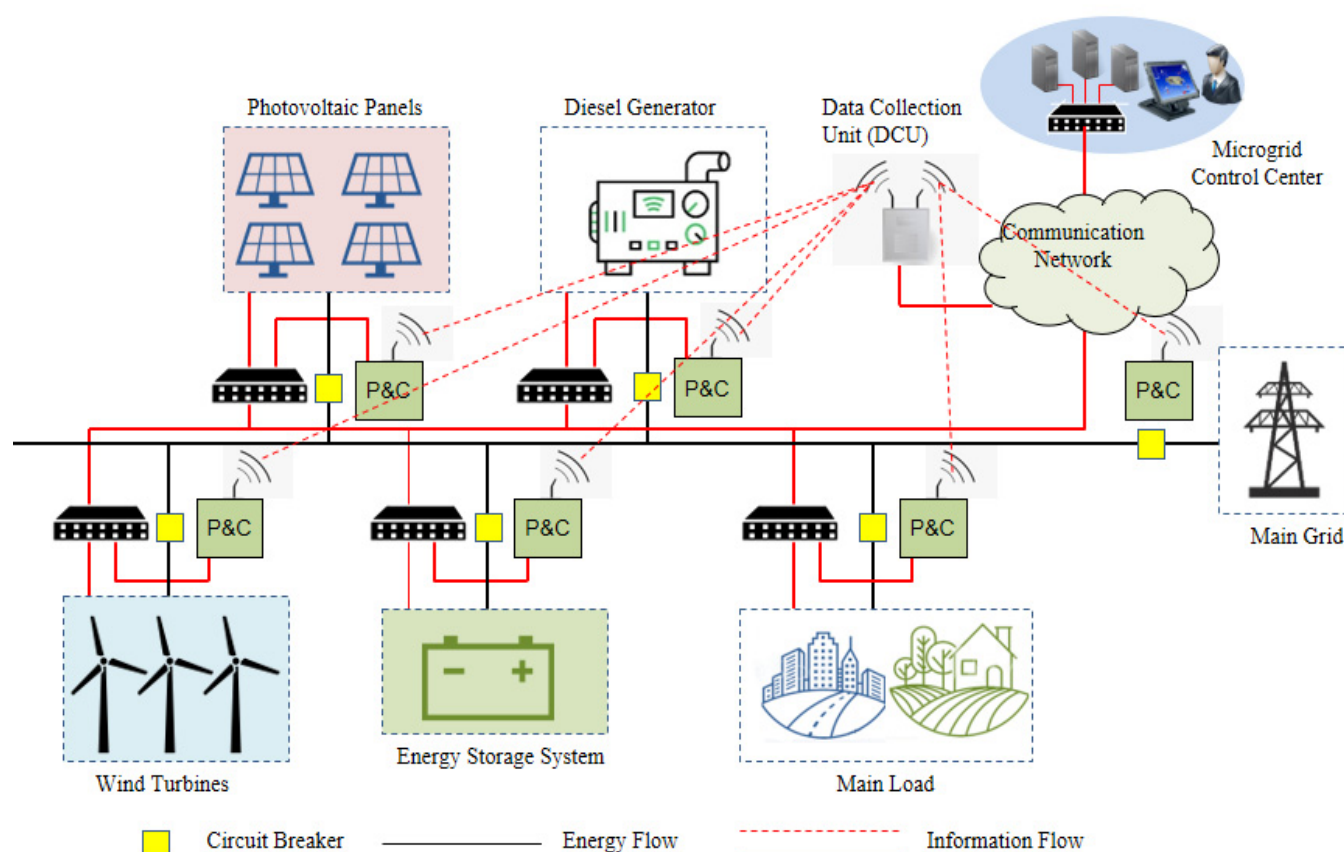 Photovoltaic Panels
Diesel Generator
Data Collection
Unit (DCU)
Microgrid
Control Center
Communication
Network
P&C
P&C
P&C
P&C
P&C
P&C
Main Grid
Wind Turbines
Energy Storage System
Main Load
Circuit Breaker
Energy Flow
Information Flow